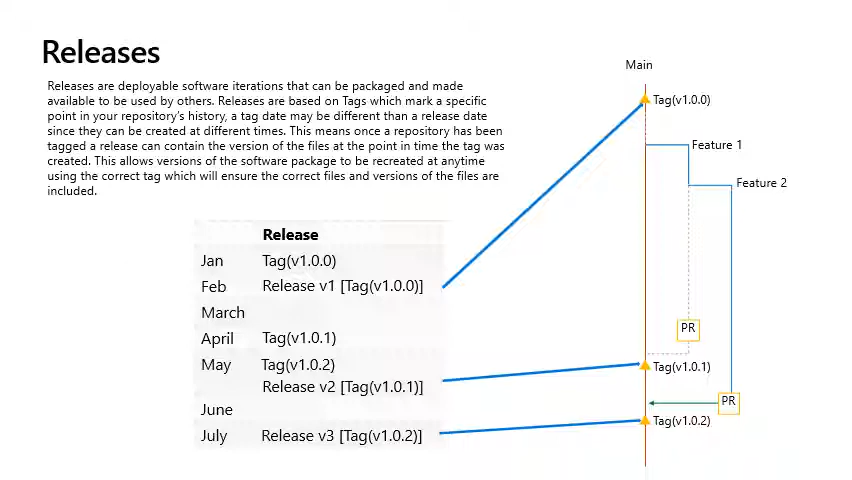 Releases
Releases are deployable software iterations that can be packaged and made
available to be used by others. Releases are based on Tags which mark a specific
point in your repository's history, a tag date may be different than a release date
since they can be created at different times. This means once a repository has been
tagged a release can contain the version of the files at the point in time the tag was
created. This allows versions of the software package to be recreated at anytime
using the correct tag which will ensure the correct files and versions of the files are
included.
Release
Jan Tag(v1.0.0)
Feb Release v1 [Tag(v1.0.0)]
March
April Tag(v1.0.1)
May Tag(v1.0.2)
Release v2 [Tag(v1.0.1)]
June
July Release v3 [Tag(v1.0.2)]
Main
Tag(v1.0.0)
Feature 1
Feature 2
PR
Tag(v1.0.1)
PR
Tag(v1.0.2)